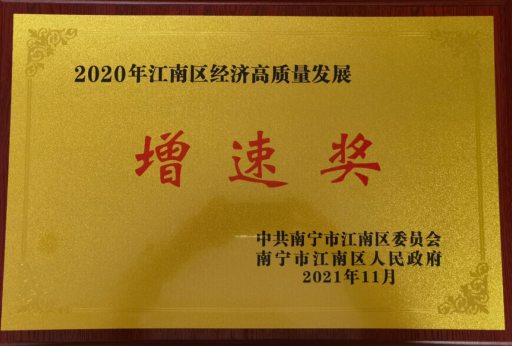 2020年江南区经济高质量发展
增速奖
中共南宁市江南区委员会
南宁市江南区人民政府
2021年11月